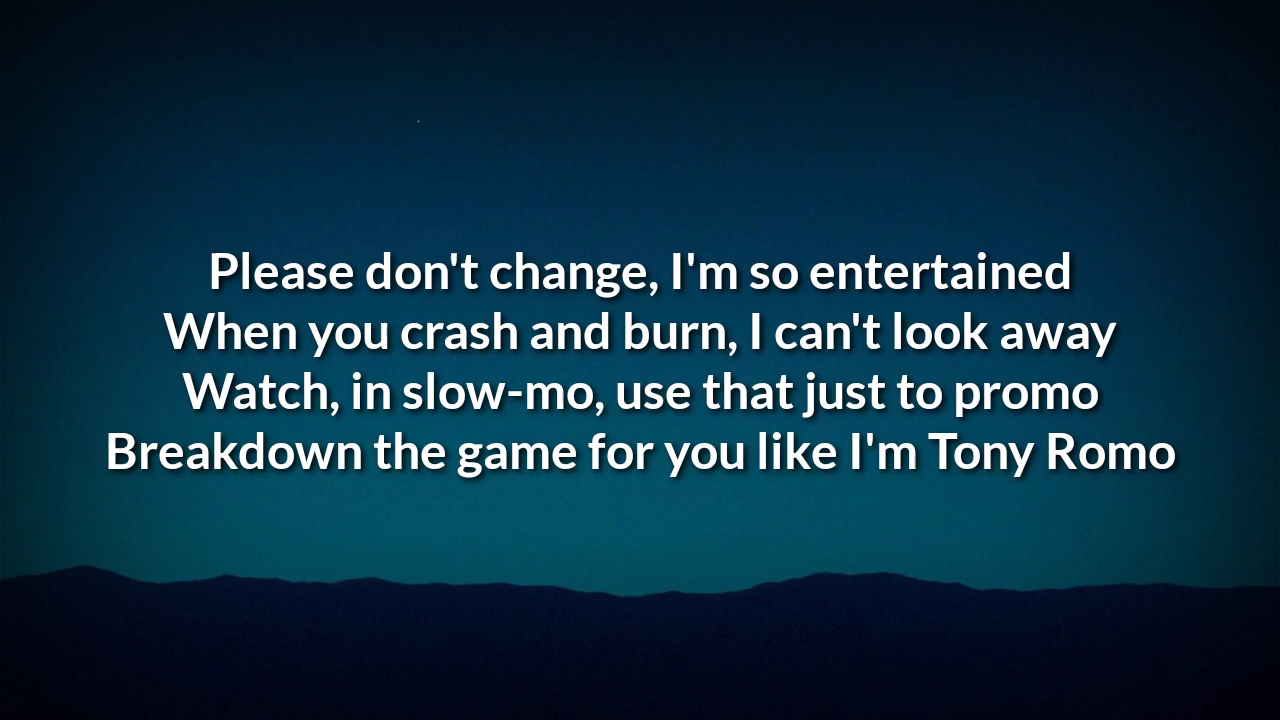 Please don't change, I'm so entertained
When you crash and burn, I can't look away
Watch, in slow-mo, use that just to promo
Breakdown the game for you like I'm Tony Romo